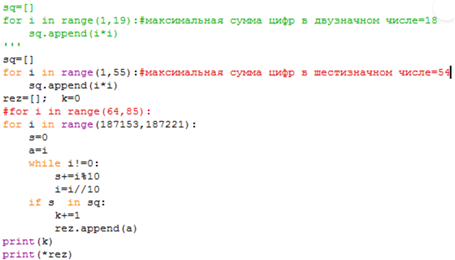 sq=[]
for i in range(1,19):#максимальная сумма цифр в двузначном числе=18
    sq.append(i*i)
'''
sq=[]
for i in range(1,55):#максимальная сумма цифр в шестизначном числе=54
    sq.append(i*i)
rez=[];  k=0
#for i in range(64,85):
for i in range(187153,187221):
    s=0
    a=i
    while i!=0:
        s+=i%10
        i=i//10
    if s  in sq:
        k+=1
        rez.append(a)
print(k)
print(*rez)